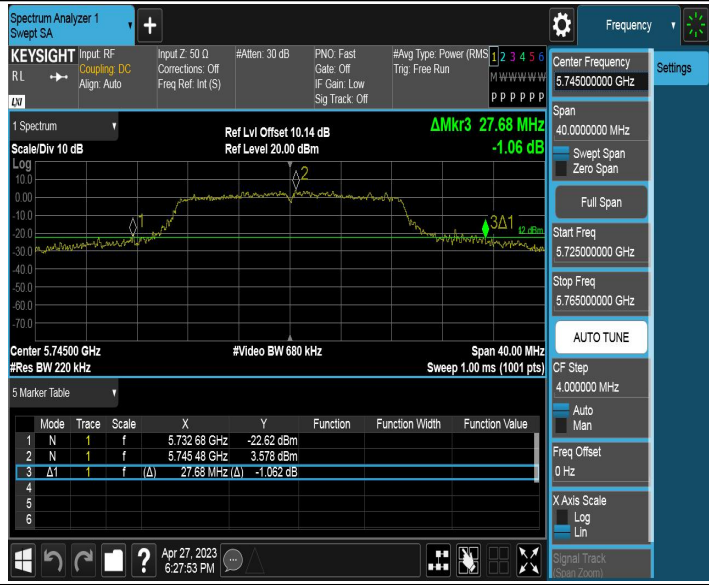 Spectrum Analyzer 1
Swept SA
Frequency
KEYSIGHT
RL
LXI
Input: RF
Coupling: DC
Align: Auto
Input Z: 50 Ω
Corrections: Off
Freq Ref: Int (S)
#Atten: 30 dB
PNO: Fast
Gate: Off
IF Gain: Low
Sig Track: Off
#Avg Type: Power (RMS
Trig: Free Run
1 2 3 4 5 6
M W W W W W
P P P P P P
1 Spectrum
Scale/Div 10 dB
Ref Lvl Offset 10.14 dB
Ref Level 20.00 dBm
ΔMkr3 27.68 MHz
-1.06 dB
Log
10.0
0.00
-10.0
-20.0
-30.0
-40.0
-50.0
-60.0
-70.0
1
2
3Δ1
Center 5.74500 GHz
#Video BW 680 kHz
Span 40.00 MHz
#Res BW 220 kHz
Sweep 1.00 ms (1001 pts)
5 Marker Table
Mode Trace Scale X Y Function Function Width Function Value
1 N 1 f 5.732 68 GHz -22.62 dBm
2 N 1 f 5.745 48 GHz 3.578 dBm
3 Δ1 1 f (Δ) 27.68 MHz (Δ) -1.062 dB
4
5
6
Apr 27, 2023
6:27:53 PM
Center Frequency
5.745000000 GHz
Settings
Span
40.0000000 MHz
Swept Span
Zero Span
Full Span
Start Freq
5.725000000 GHz
Stop Freq
5.765000000 GHz
AUTO TUNE
CF Step
4.000000 MHz
Auto
Man
Freq Offset
0 Hz
X Axis Scale
Log
Lin
Signal Track
(Span Zoom)